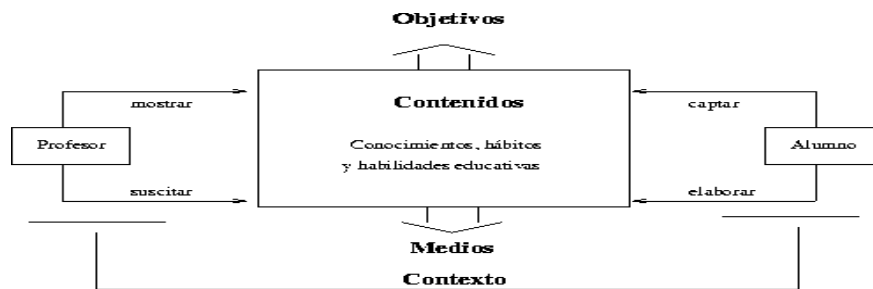 Objetivos
Contenidos
mostrar
captar
Profesor
Conocimientos, hábitos
y habilidades educativas
Alumno
suscitar
elaborar
Medios
Contexto